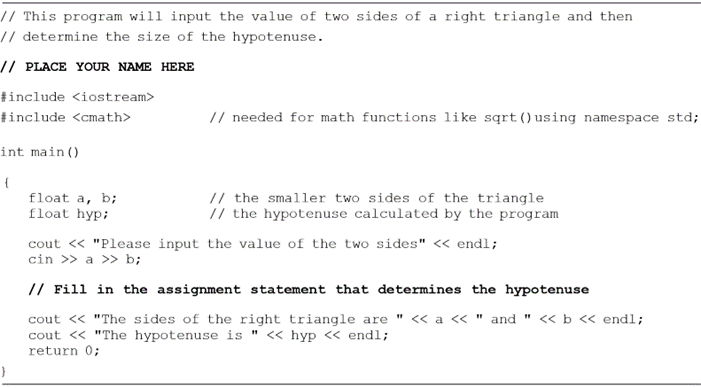 // This program will input the value of two sides of a right triangle and then
// determine the size of the hypotenuse.
// PLACE YOUR NAME HERE
#include <iostream>
#include <cmath> // needed for math functions like sqrt()using namespace std;
int main()
{
float a, b; // the smaller two sides of the triangle
float hyp; // the hypotenuse calculated by the program
cout << "Please input the value of the two sides" << endl;
cin >> a >> b;
// Fill in the assignment statement that determines the hypotenuse
cout << "The sides of the right triangle are " << a << " and " << b << endl;
cout << "The hypotenuse is " << hyp << endl;
return 0;
}